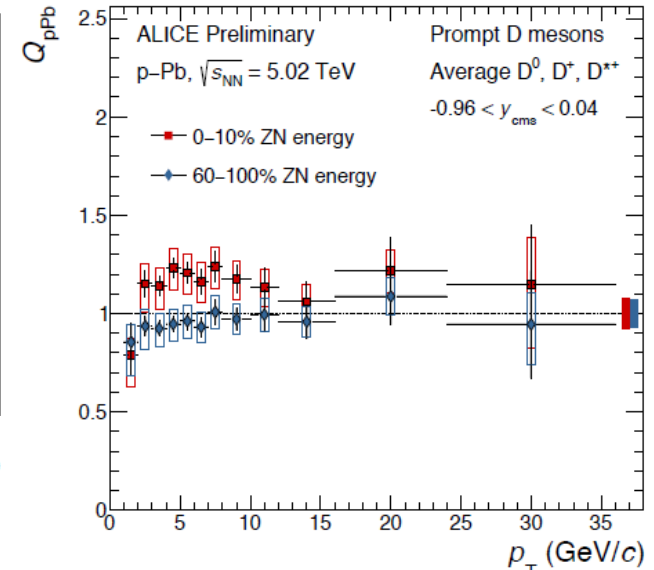 Q_pPb
2.5
2
1.5
1
0.5
0
ALICE Preliminary
p–Pb, √s_NN = 5.02 TeV
0–10% ZN energy
60–100% ZN energy
Prompt D mesons
Average D⁰, D⁺, D*⁺
-0.96 < y_cms < 0.04
0 5 10 15 20 25 30 35
p_T (GeV/c)